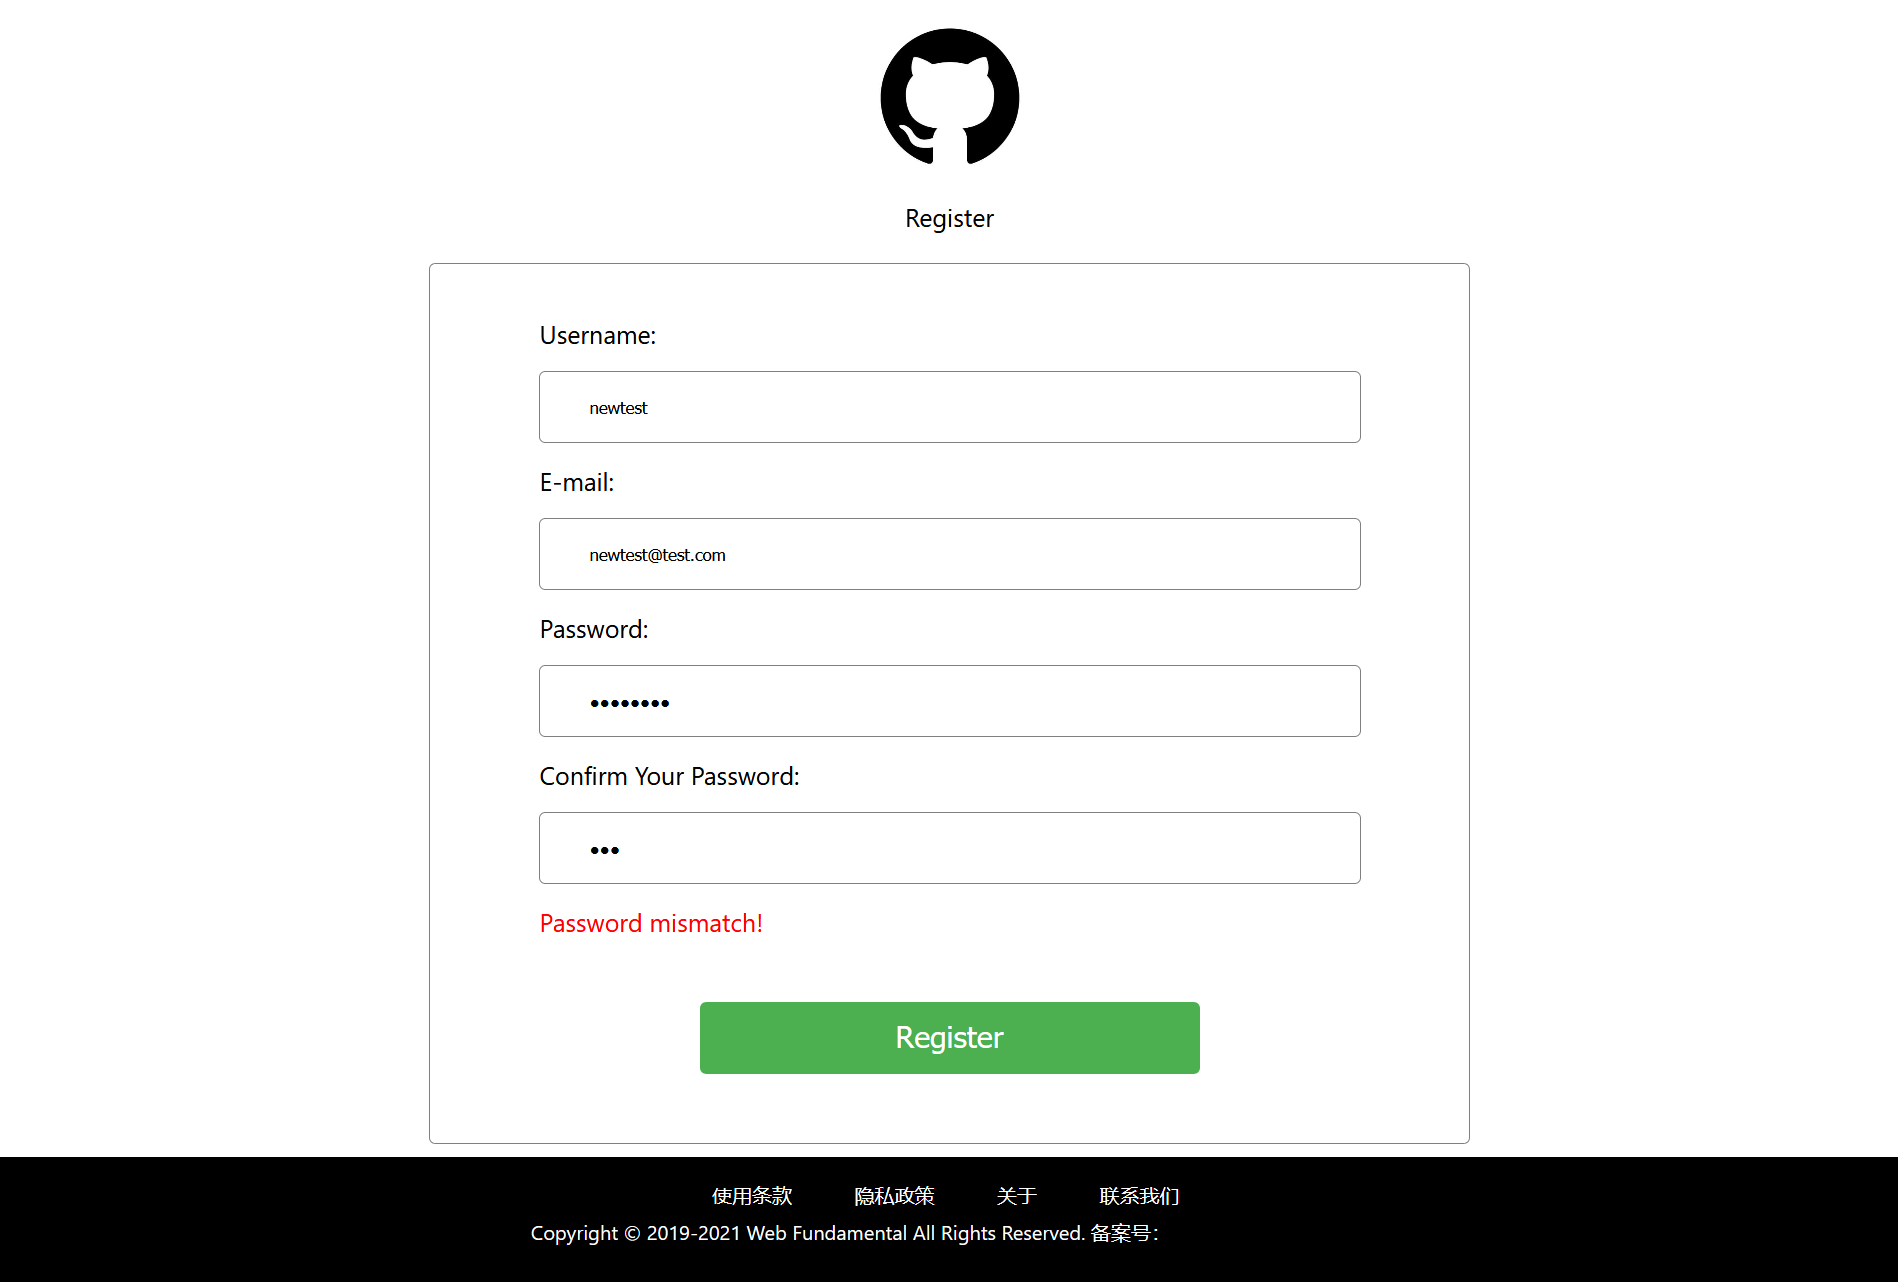 Register
Username:
newtest
E-mail:
newtest@test.com
Password:
••••••••
Confirm Your Password:
•••
Password mismatch!
Register
使用条款 隐私政策 关于 联系我们
Copyright © 2019-2021 Web Fundamental All Rights Reserved. 备案号：